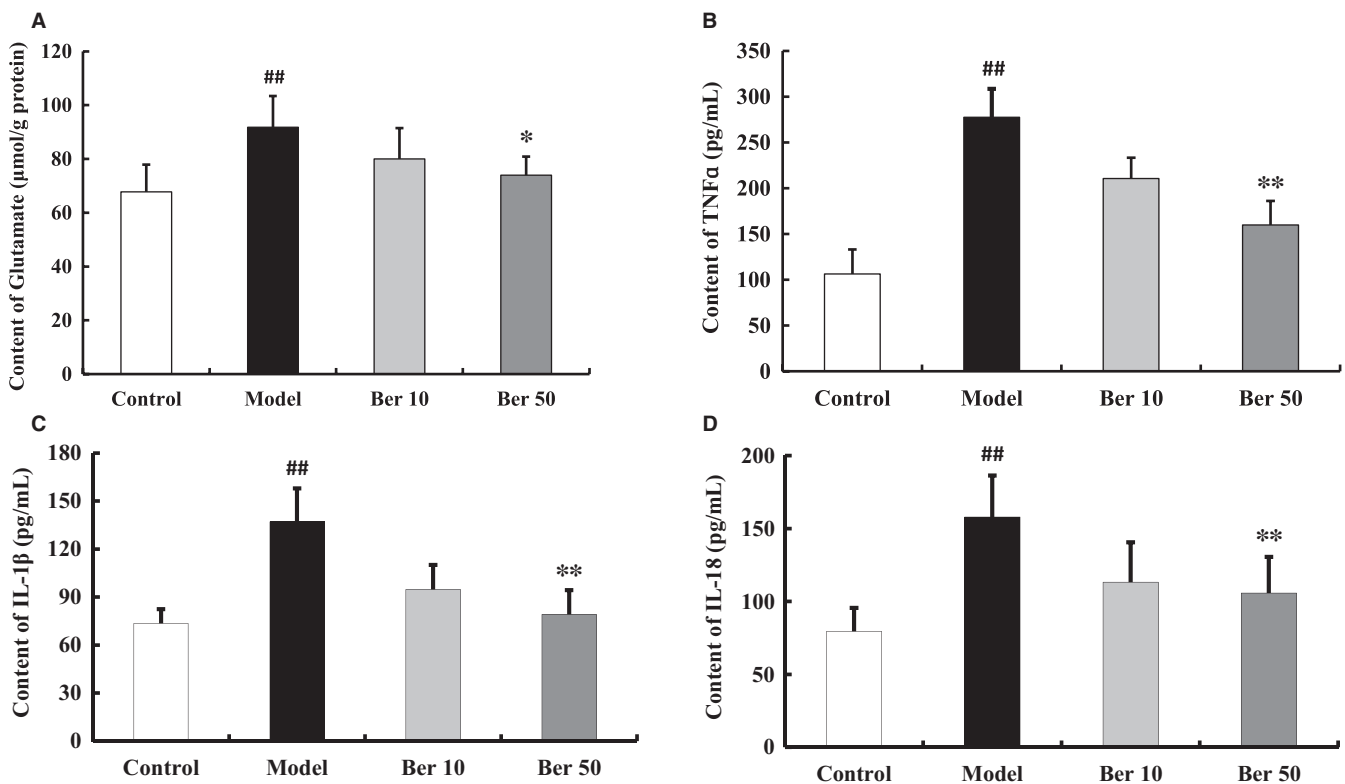 A
Content of Glutamate (μmol/g protein)
120
100
80
60
40
20
0
##
*
Control Model Ber 10 Ber 50
B
Content of TNFα (pg/mL)
350
300
250
200
150
100
50
0
##
**
Control Model Ber 10 Ber 50
C
Content of IL-1β (pg/mL)
180
150
120
90
60
30
0
##
**
Control Model Ber 10 Ber 50
D
Content of IL-18 (pg/mL)
200
150
100
50
0
##
**
Control Model Ber 10 Ber 50